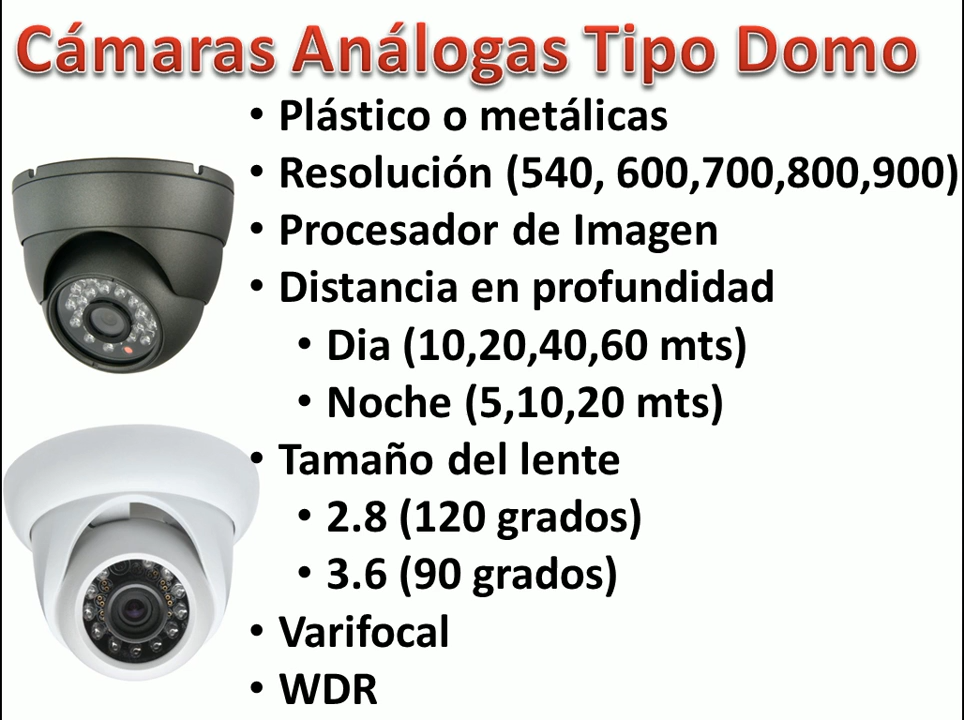 Cámaras Análogas Tipo Domo
• Plástico o metálicas
• Resolución (540, 600,700,800,900)
• Procesador de Imagen
• Distancia en profundidad
• Dia (10,20,40,60 mts)
• Noche (5,10,20 mts)
• Tamaño del lente
• 2.8 (120 grados)
• 3.6 (90 grados)
• Varifocal
• WDR